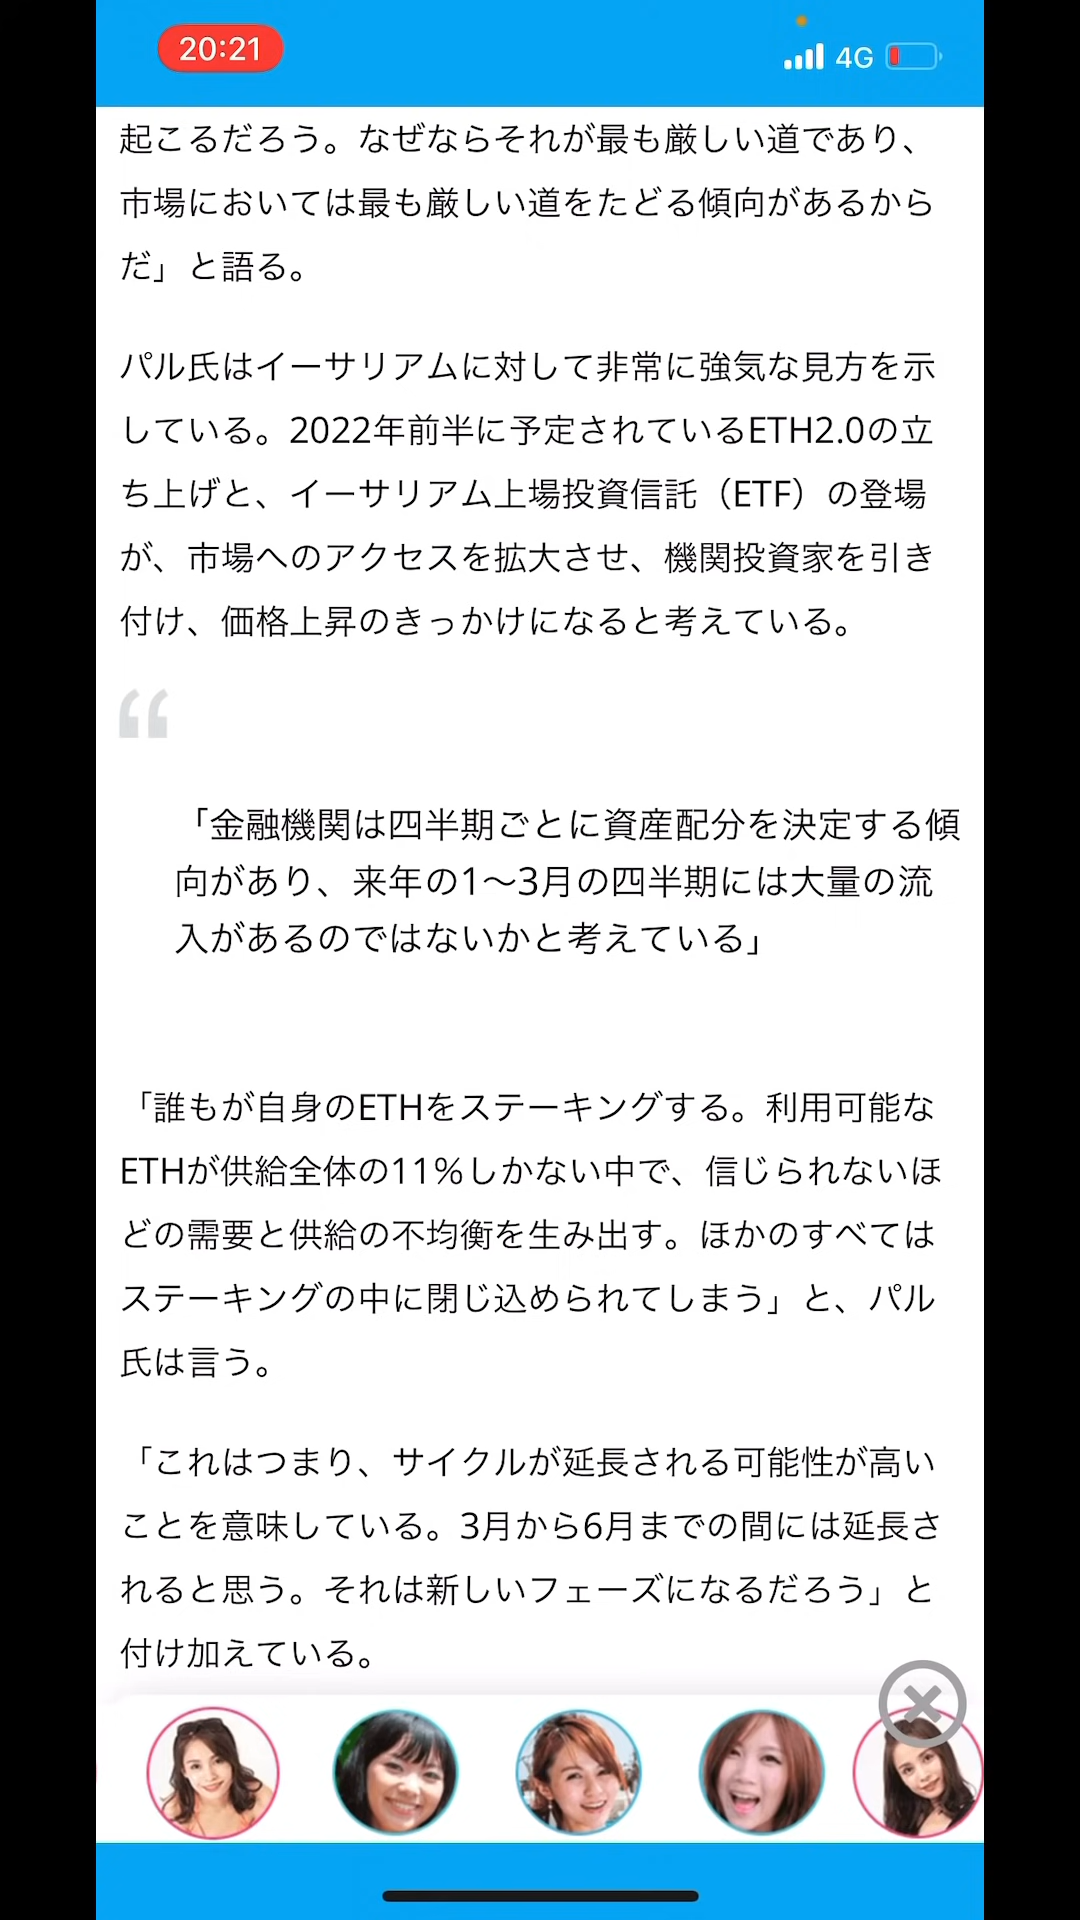 20:21
4G
起こるだろう。なぜならそれが最も厳しい道であり、
市場においては最も厳しい道をたどる傾向があるから
だ」と語る。
パル氏はイーサリアムに対して非常に強気な見方を示
している。2022年前半に予定されているETH2.0の立
ち上げと、イーサリアム上場投資信託（ETF）の登場
が、市場へのアクセスを拡大させ、機関投資家を引き
付け、価格上昇のきっかけになると考えている。
“
「金融機関は四半期ごとに資産配分を決定する傾
向があり、来年の1〜3月の四半期には大量の流
入があるのではないかと考えている」
「誰もが自身のETHをステーキングする。利用可能な
ETHが供給全体の11%しかない中で、信じられないほ
どの需要と供給の不均衡を生み出す。ほかのすべては
ステーキングの中に閉じ込められてしまう」と、パル
氏は言う。
「これはつまり、サイクルが延長される可能性が高い
ことを意味している。3月から6月までの間には延長さ
れると思う。それは新しいフェーズになるだろう」と
付け加えている。